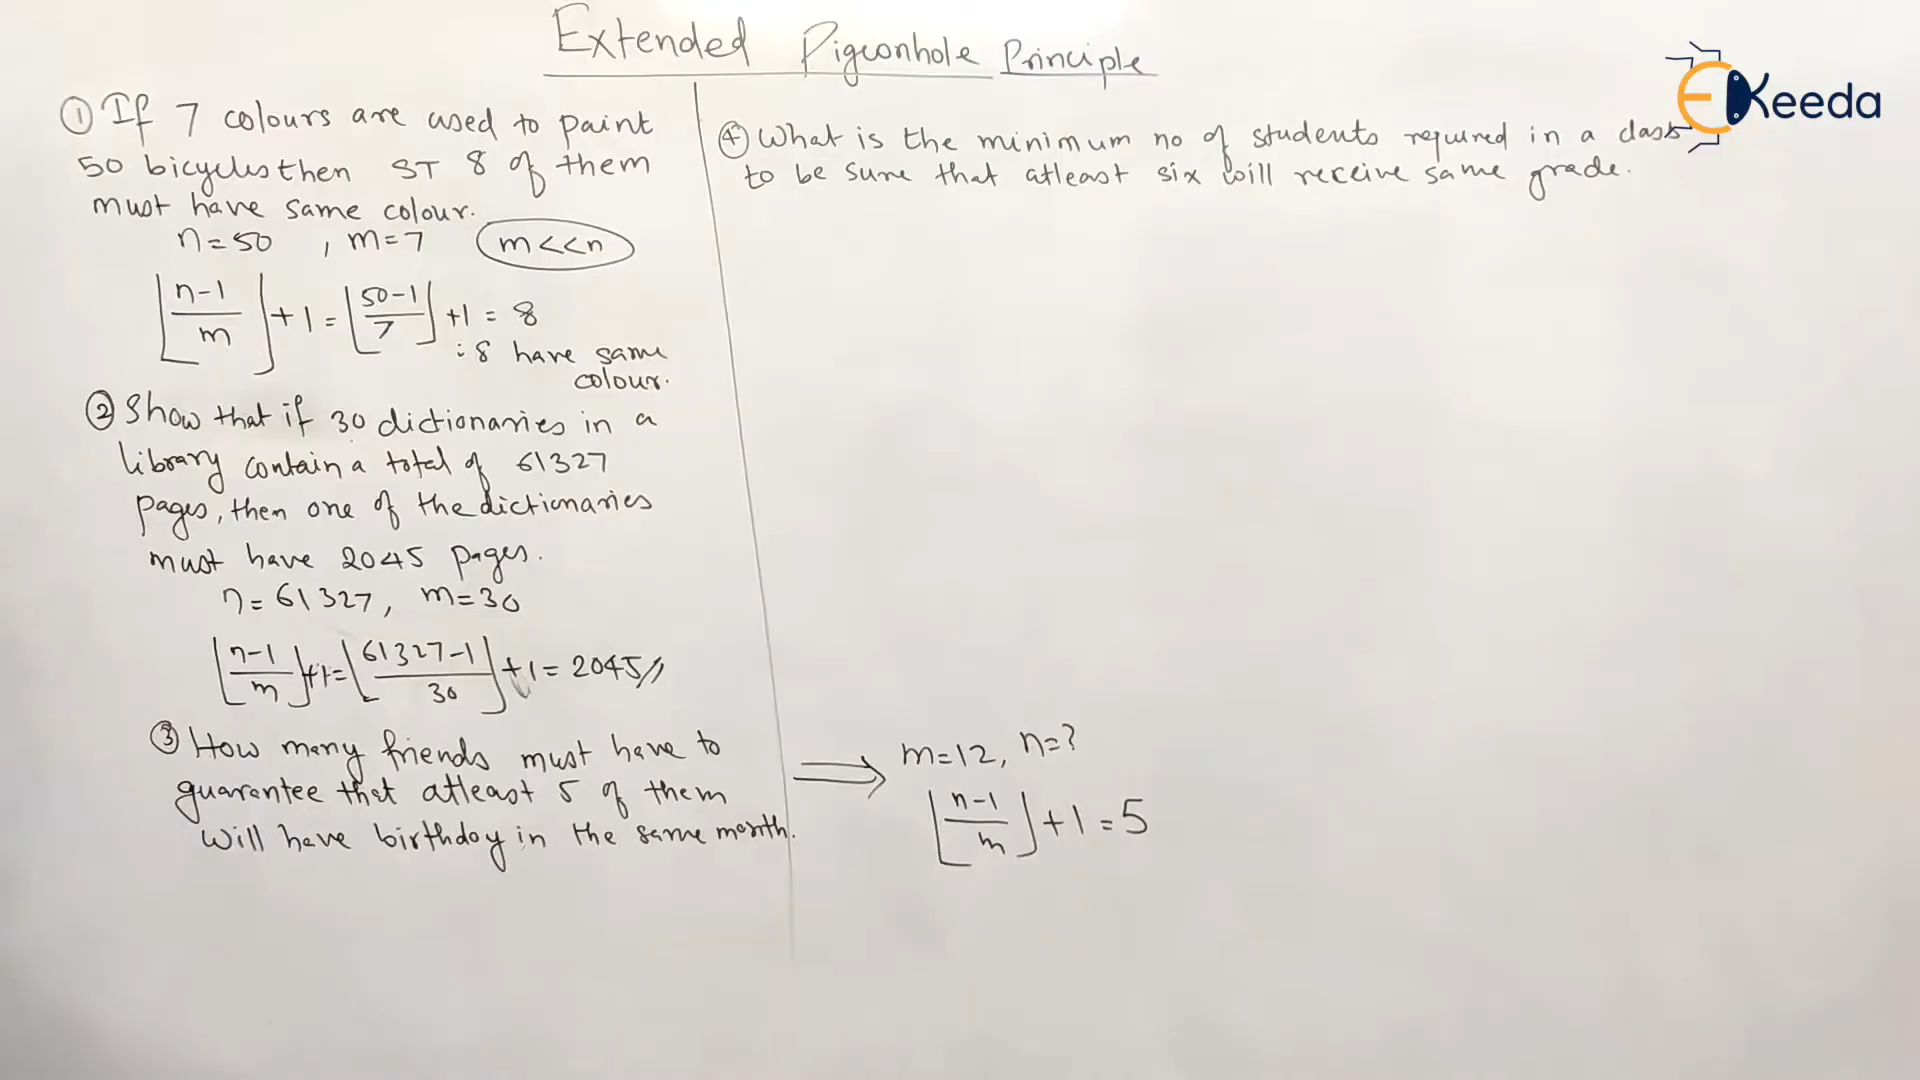 Extended Pigeonhole Principle
EKeeda
① If 7 colours are used to paint
50 bicycles then ST 8 of them
must have same colour.
n=50 , m=7 m<<n
⌊n-1/m⌋+1=⌊50-1/7⌋+1=8
∴ 8 have same
colour.
② Show that if 30 dictionaries in a
library contain a total of 61327
pages, then one of the dictionaries
must have 2045 pages.
n=61327, m=30
⌊n-1/m⌋+1=⌊61327-1/30⌋+1=2045//
③ How many friends must have to
guarantee that atleast 5 of them
will have birthday in the same month.
⟹ m=12, n=?
⌊n-1/m⌋+1=5
④ What is the minimum no of students required in a class
to be sure that atleast six will receive same grade.